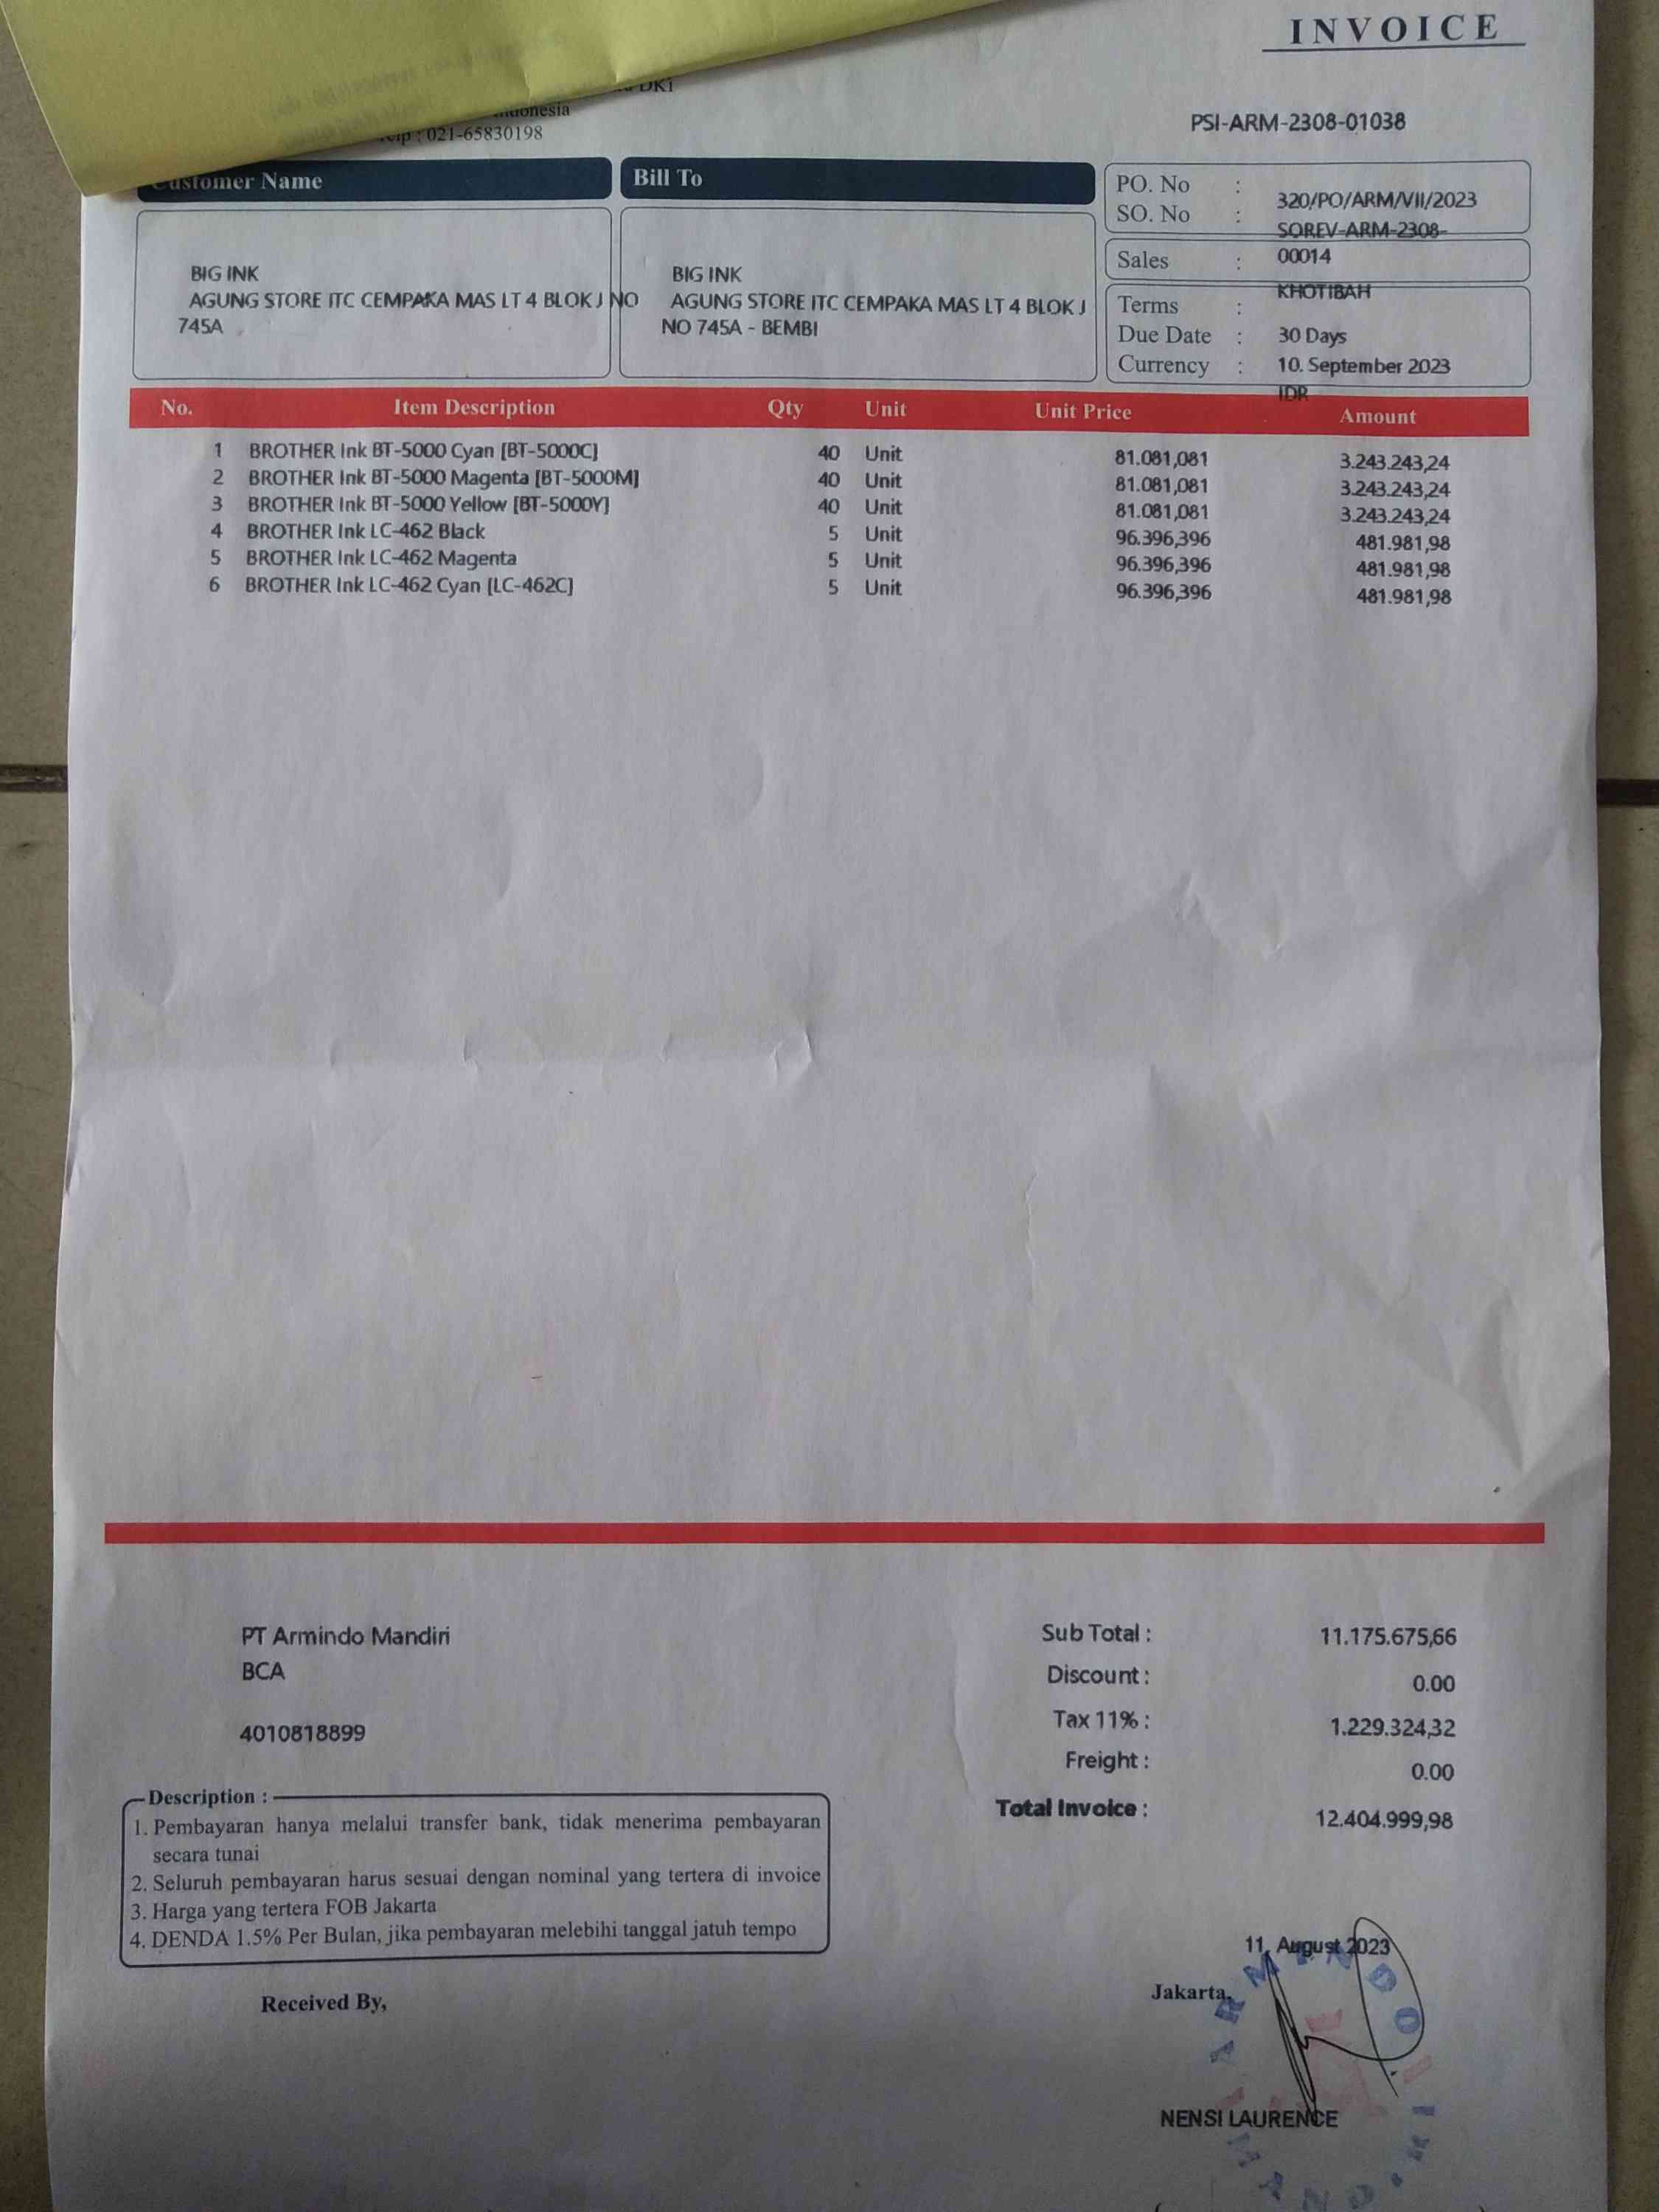 INVOICE
DKI
021-65830198
PSI-ARM-2308-01038
Customer Name
BIG INK
AGUNG STORE ITC CEMPAKA MAS LT 4 BLOK J NO
745A
Bill To
BIG INK
AGUNG STORE ITC CEMPAKA MAS LT 4 BLOK J
NO 745A - BEMBI
PO. No : 320/PO/ARM/VII/2023
SO. No : SOREV-ARM-2308-
00014
Sales : KHOTIBAH
Terms : 30 Days
Due Date : 10. September 2023
Currency : IDR
No. Item Description Qty Unit Unit Price Amount
1 BROTHER Ink BT-5000 Cyan [BT-5000C] 40 Unit 81.081,081 3.243.243,24
2 BROTHER Ink BT-5000 Magenta [BT-5000M] 40 Unit 81.081,081 3.243.243,24
3 BROTHER Ink BT-5000 Yellow [BT-5000Y] 40 Unit 81.081,081 3.243.243,24
4 BROTHER Ink LC-462 Black 5 Unit 96.396,396 481.981,98
5 BROTHER Ink LC-462 Magenta 5 Unit 96.396,396 481.981,98
6 BROTHER Ink LC-462 Cyan [LC-462C] 5 Unit 96.396,396 481.981,98
PT Armindo Mandiri
BCA
4010818899
Sub Total : 11.175.675,66
Discount : 0.00
Tax 11% : 1.229.324,32
Freight : 0.00
Total Invoice : 12.404.999,98
Description :
1. Pembayaran hanya melalui transfer bank, tidak menerima pembayaran
secara tunai
2. Seluruh pembayaran harus sesuai dengan nominal yang tertera di invoice
3. Harga yang tertera FOB Jakarta
4. DENDA 1.5% Per Bulan, jika pembayaran melebihi tanggal jatuh tempo
Received By,
11. August 2023
Jakarta,
NENSI LAURENCE